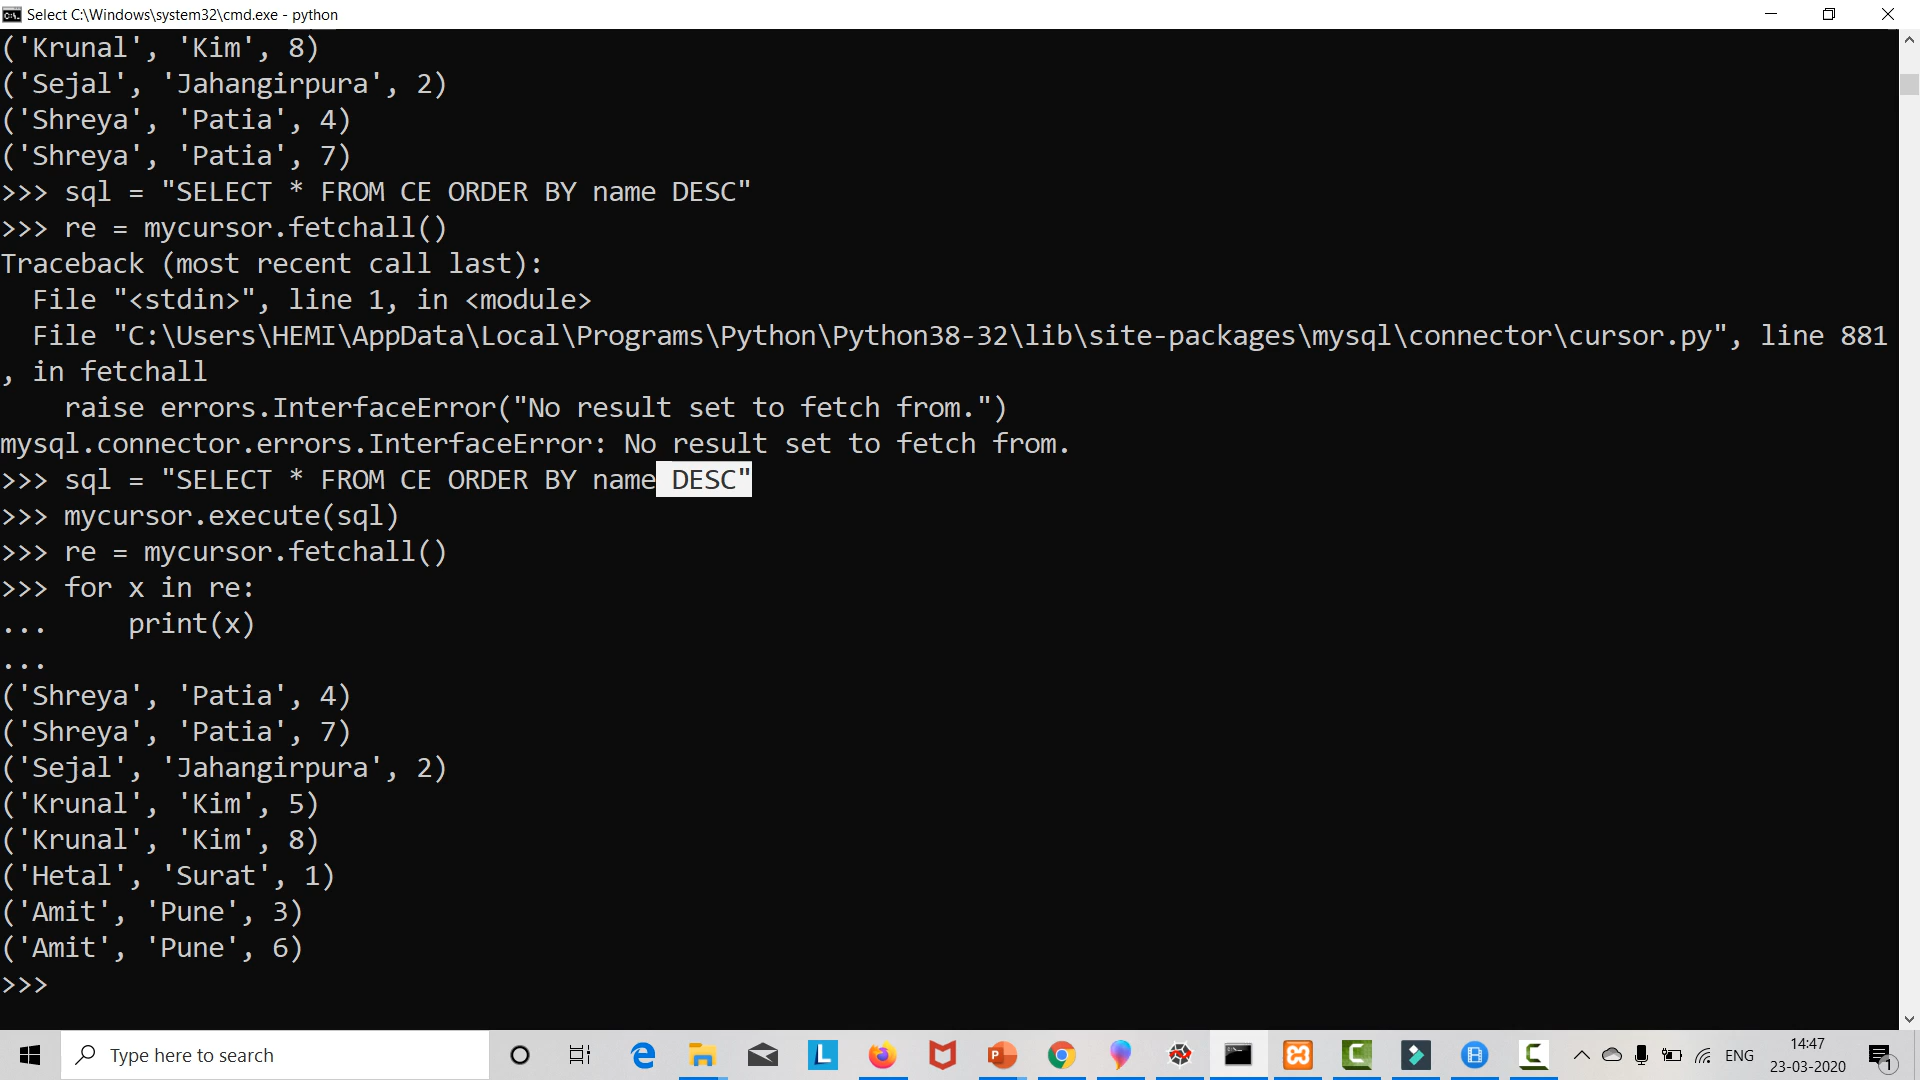 Select C:\Windows\system32\cmd.exe - python
('Krunal', 'Kim', 8)
('Sejal', 'Jahangirpura', 2)
('Shreya', 'Patia', 4)
('Shreya', 'Patia', 7)
>>> sql = "SELECT * FROM CE ORDER BY name DESC"
>>> re = mycursor.fetchall()
Traceback (most recent call last):
  File "<stdin>", line 1, in <module>
  File "C:\Users\HEMI\AppData\Local\Programs\Python\Python38-32\lib\site-packages\mysql\connector\cursor.py", line 881
, in fetchall
    raise errors.InterfaceError("No result set to fetch from.")
mysql.connector.errors.InterfaceError: No result set to fetch from.
>>> sql = "SELECT * FROM CE ORDER BY name DESC"
>>> mycursor.execute(sql)
>>> re = mycursor.fetchall()
>>> for x in re:
...     print(x)
...
('Shreya', 'Patia', 4)
('Shreya', 'Patia', 7)
('Sejal', 'Jahangirpura', 2)
('Krunal', 'Kim', 5)
('Krunal', 'Kim', 8)
('Hetal', 'Surat', 1)
('Amit', 'Pune', 3)
('Amit', 'Pune', 6)
>>>
Type here to search
ENG
14:47
23-03-2020
1